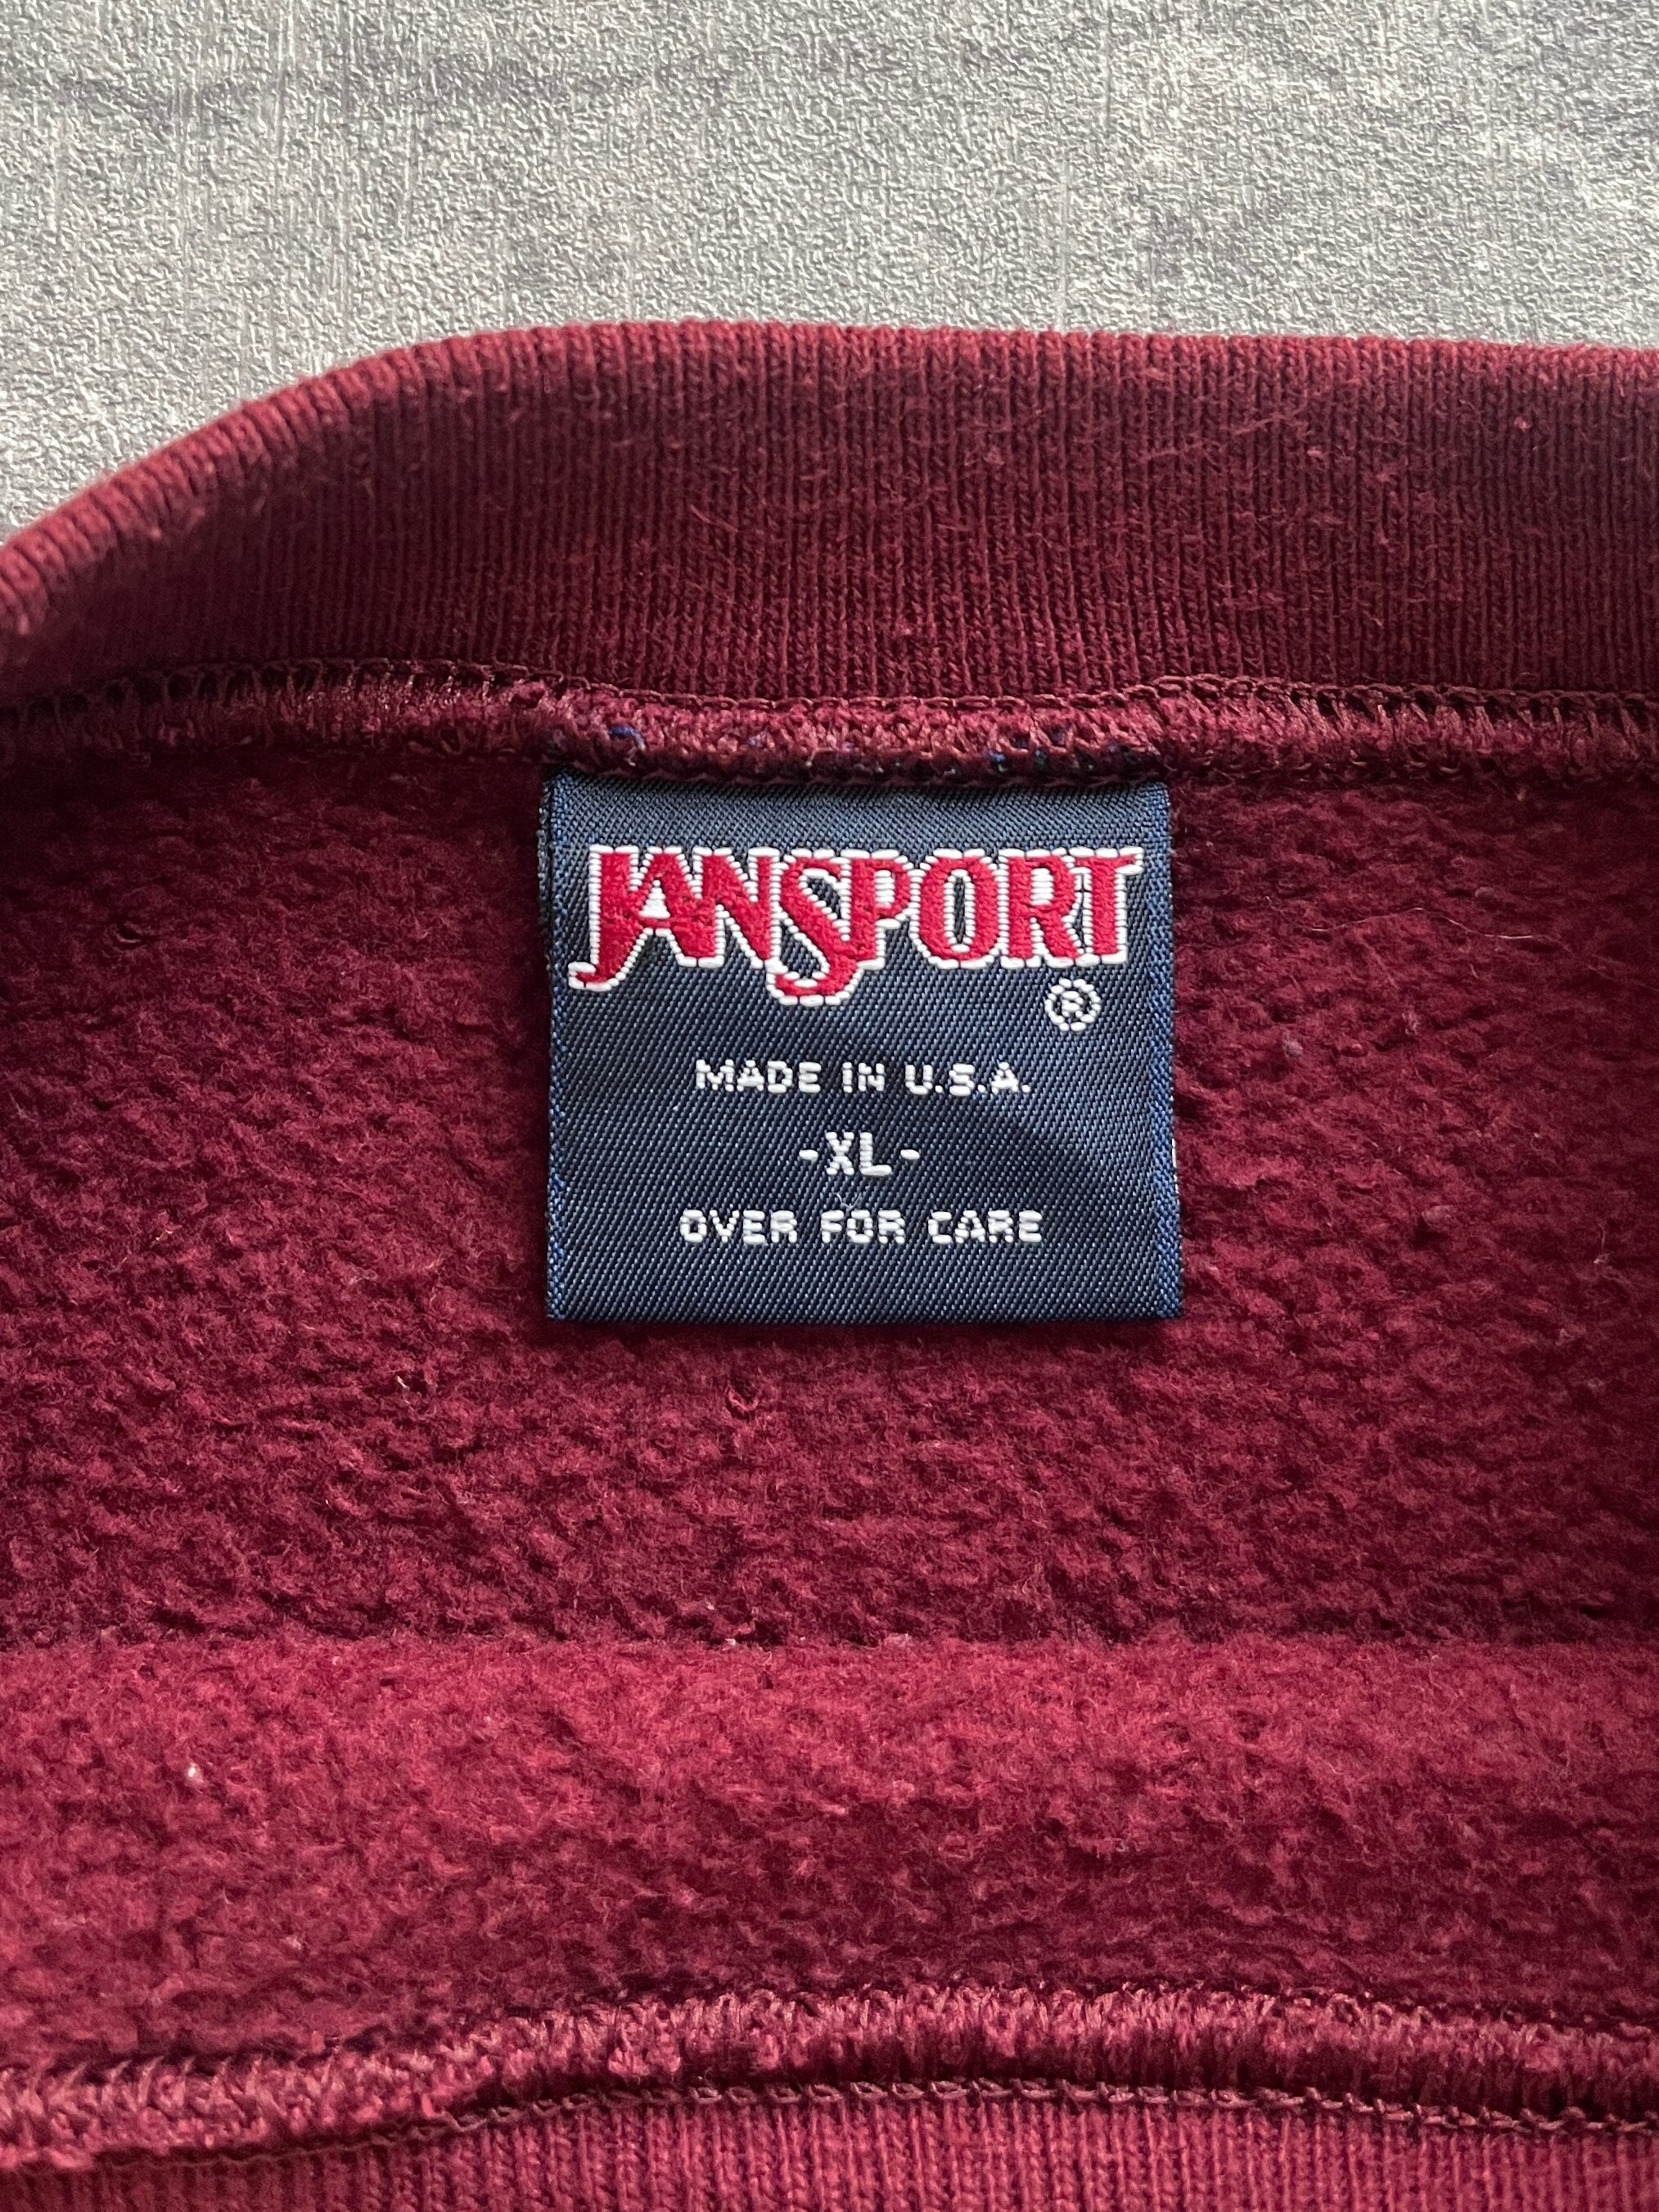 JANSPORT
®
MADE IN U.S.A.
-XL-
OVER FOR CARE